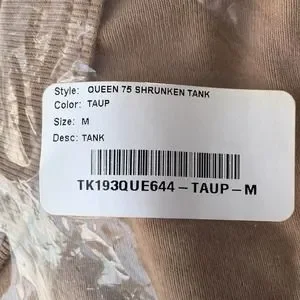 Style: QUEEN 75 SHRUNKEN TANK
Color: TAUP
Size: M
Desc: TANK
TK193QUE644-TAUP-M